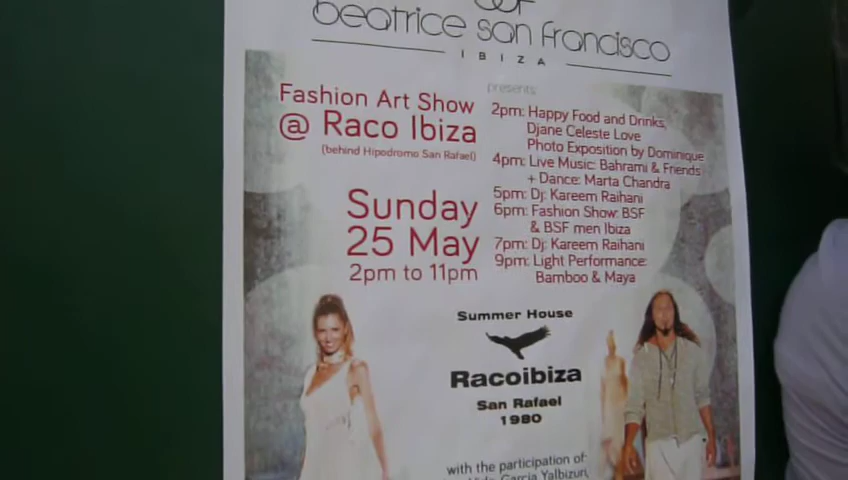 beatrice san francisco
IBIZA
presents:
Fashion Art Show
@ Raco Ibiza
(behind Hipodromo San Rafael)
Sunday
25 May
2pm to 11pm
2pm: Happy Food and Drinks,
Djane Celeste Love
Photo Exposition by Dominique
4pm: Live Music: Bahrami & Friends
+ Dance: Marta Chandra
5pm: Dj: Kareem Raihani
6pm: Fashion Show: BSF
& BSF men Ibiza
7pm: Dj: Kareem Raihani
9pm: Light Performance:
Bamboo & Maya
Summer House
Racoibiza
San Rafael
1980
with the participation of:
Garcia Yalbizuri,